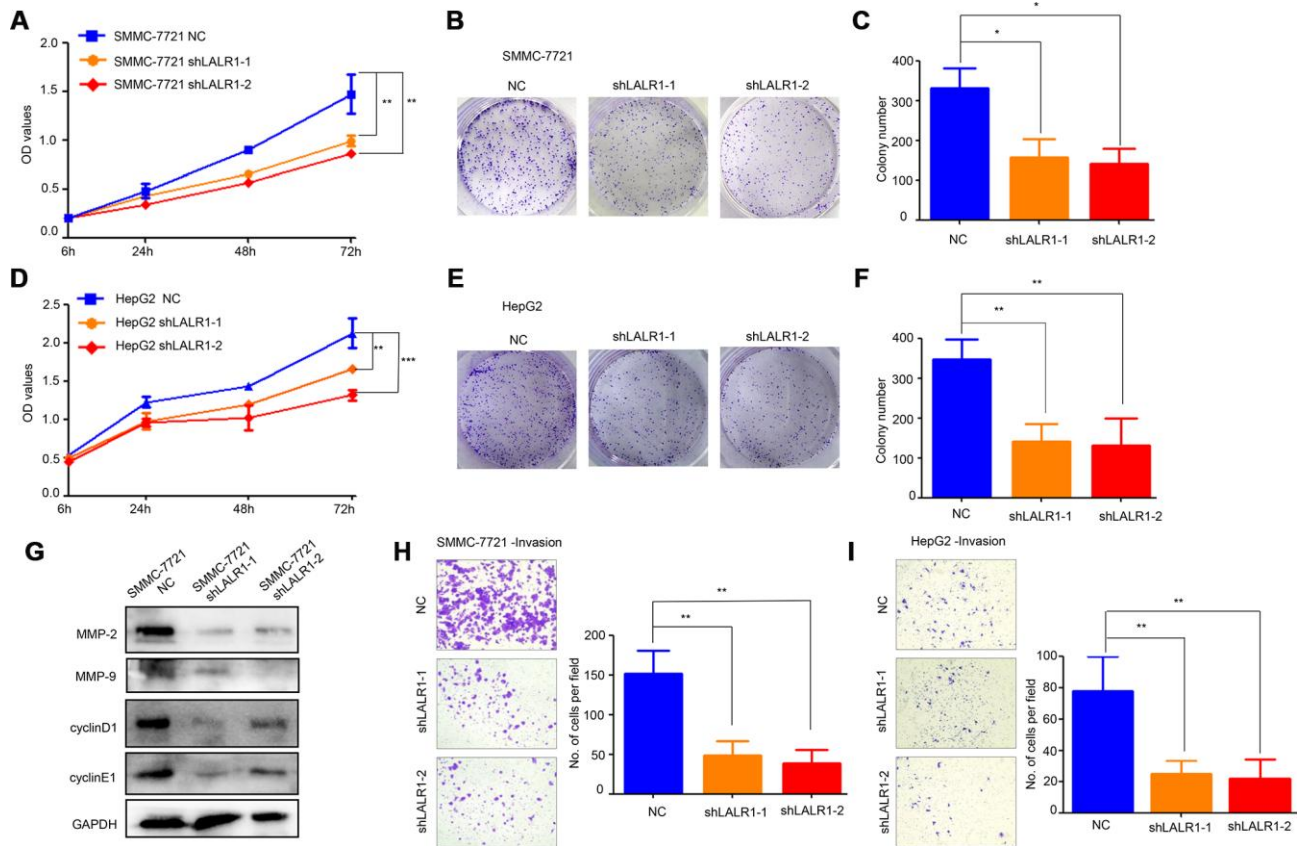 A
SMMC-7721 NC
SMMC-7721 shLALR1-1
SMMC-7721 shLALR1-2
OD values
2.0
1.5
1.0
0.5
0.0
6h 24h 48h 72h
** **
B
SMMC-7721
NC shLALR1-1 shLALR1-2
C
Colony number
400
300
200
100
0
NC shLALR1-1 shLALR1-2
*
*
D
HepG2 NC
HepG2 shLALR1-1
HepG2 shLALR1-2
OD values
2.5
2.0
1.5
1.0
0.5
0.0
6h 24h 48h 72h
** ***
E
HepG2
NC shLALR1-1 shLALR1-2
F
Colony number
400
300
200
100
0
NC shLALR1-1 shLALR1-2
**
**
G
SMMC-7721
NC
SMMC-7721
shLALR1-1
SMMC-7721
shLALR1-2
MMP-2
MMP-9
cyclinD1
cyclinE1
GAPDH
H
SMMC-7721 -Invasion
NC
shLALR1-1
shLALR1-2
No. of cells per field
200
150
100
50
0
NC shLALR1-1 shLALR1-2
**
**
I
HepG2 -Invasion
NC
shLALR1-1
shLALR1-2
No. of cells per field
100
80
60
40
20
0
NC shLALR1-1 shLALR1-2
**
**